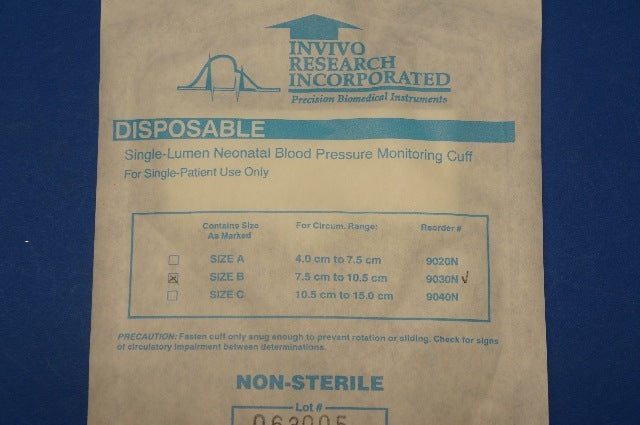 INVIVO
RESEARCH
INCORPORATED
Precision Biomedical Instruments
DISPOSABLE
Single-Lumen Neonatal Blood Pressure Monitoring Cuff
For Single-Patient Use Only
Contains Size As Marked For Circum. Range: Reorder #
☐ SIZE A 4.0 cm to 7.5 cm 9020N
☒ SIZE B 7.5 cm to 10.5 cm 9030N ✓
☐ SIZE C 10.5 cm to 15.0 cm 9040N
PRECAUTION: Fasten cuff only snug enough to prevent rotation or sliding. Check for signs
of circulatory impairment between determinations.
NON-STERILE
Lot #
063005